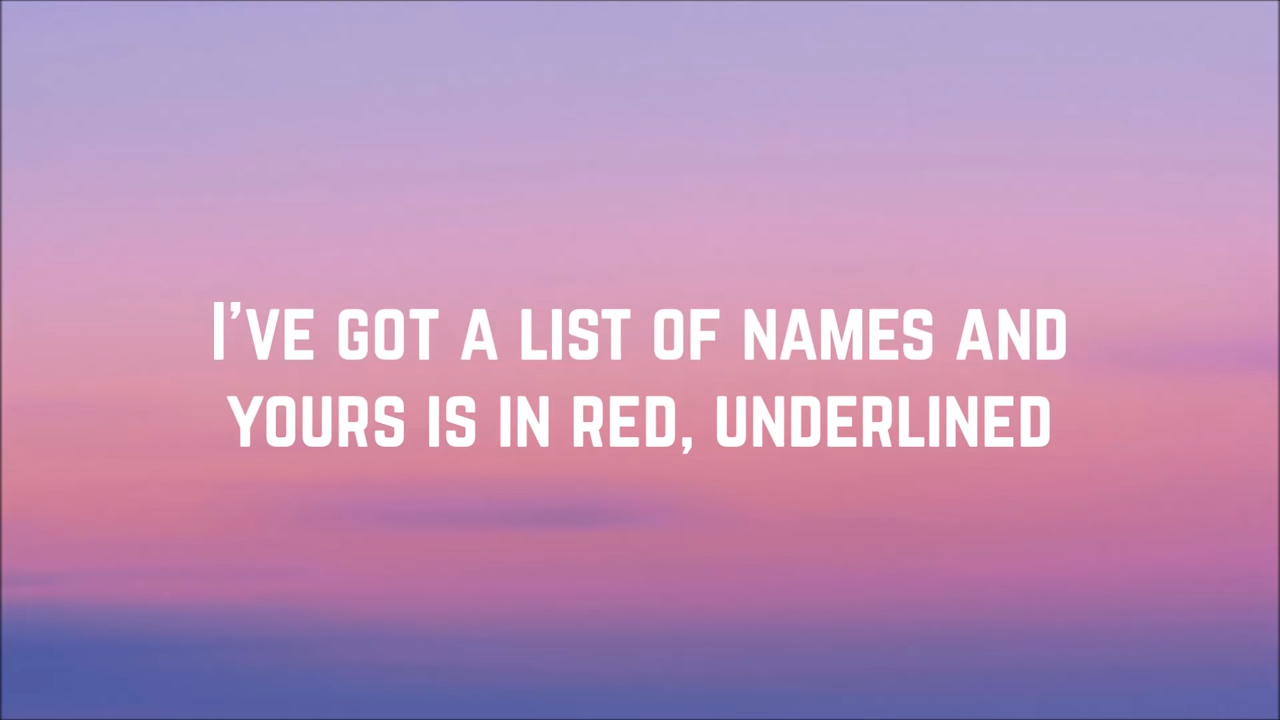 I'VE GOT A LIST OF NAMES AND
YOURS IS IN RED, UNDERLINED